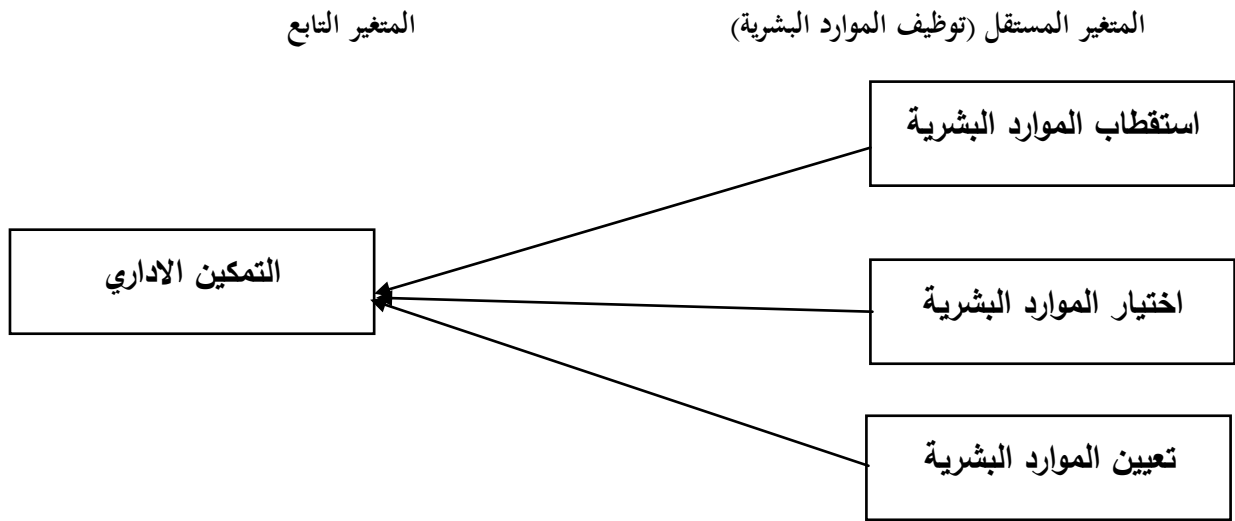 المتغير المستقل (توظيف الموارد البشرية)
المتغير التابع
استقطاب الموارد البشرية
اختيار الموارد البشرية
تعيين الموارد البشرية
التمكين الاداري